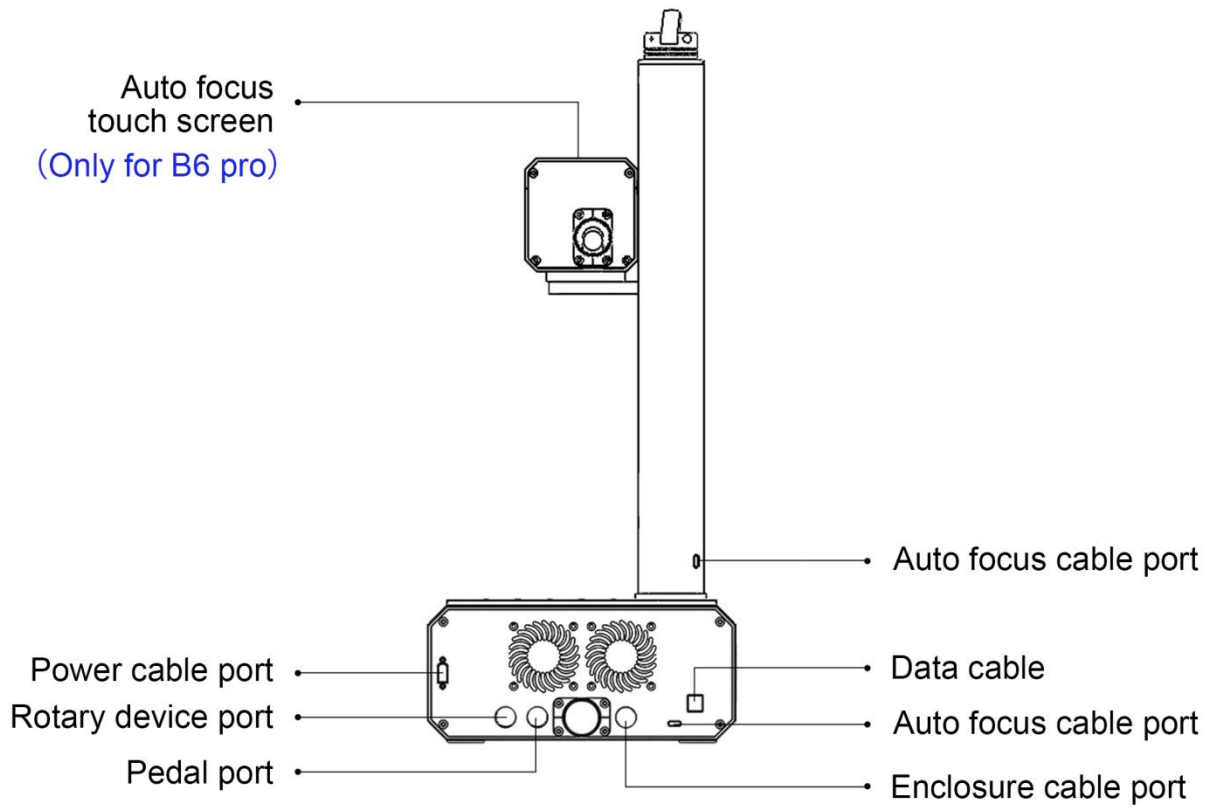 Auto focus
touch screen
（Only for B6 pro）
Auto focus cable port
Power cable port
Data cable
Rotary device port
Auto focus cable port
Pedal port
Enclosure cable port